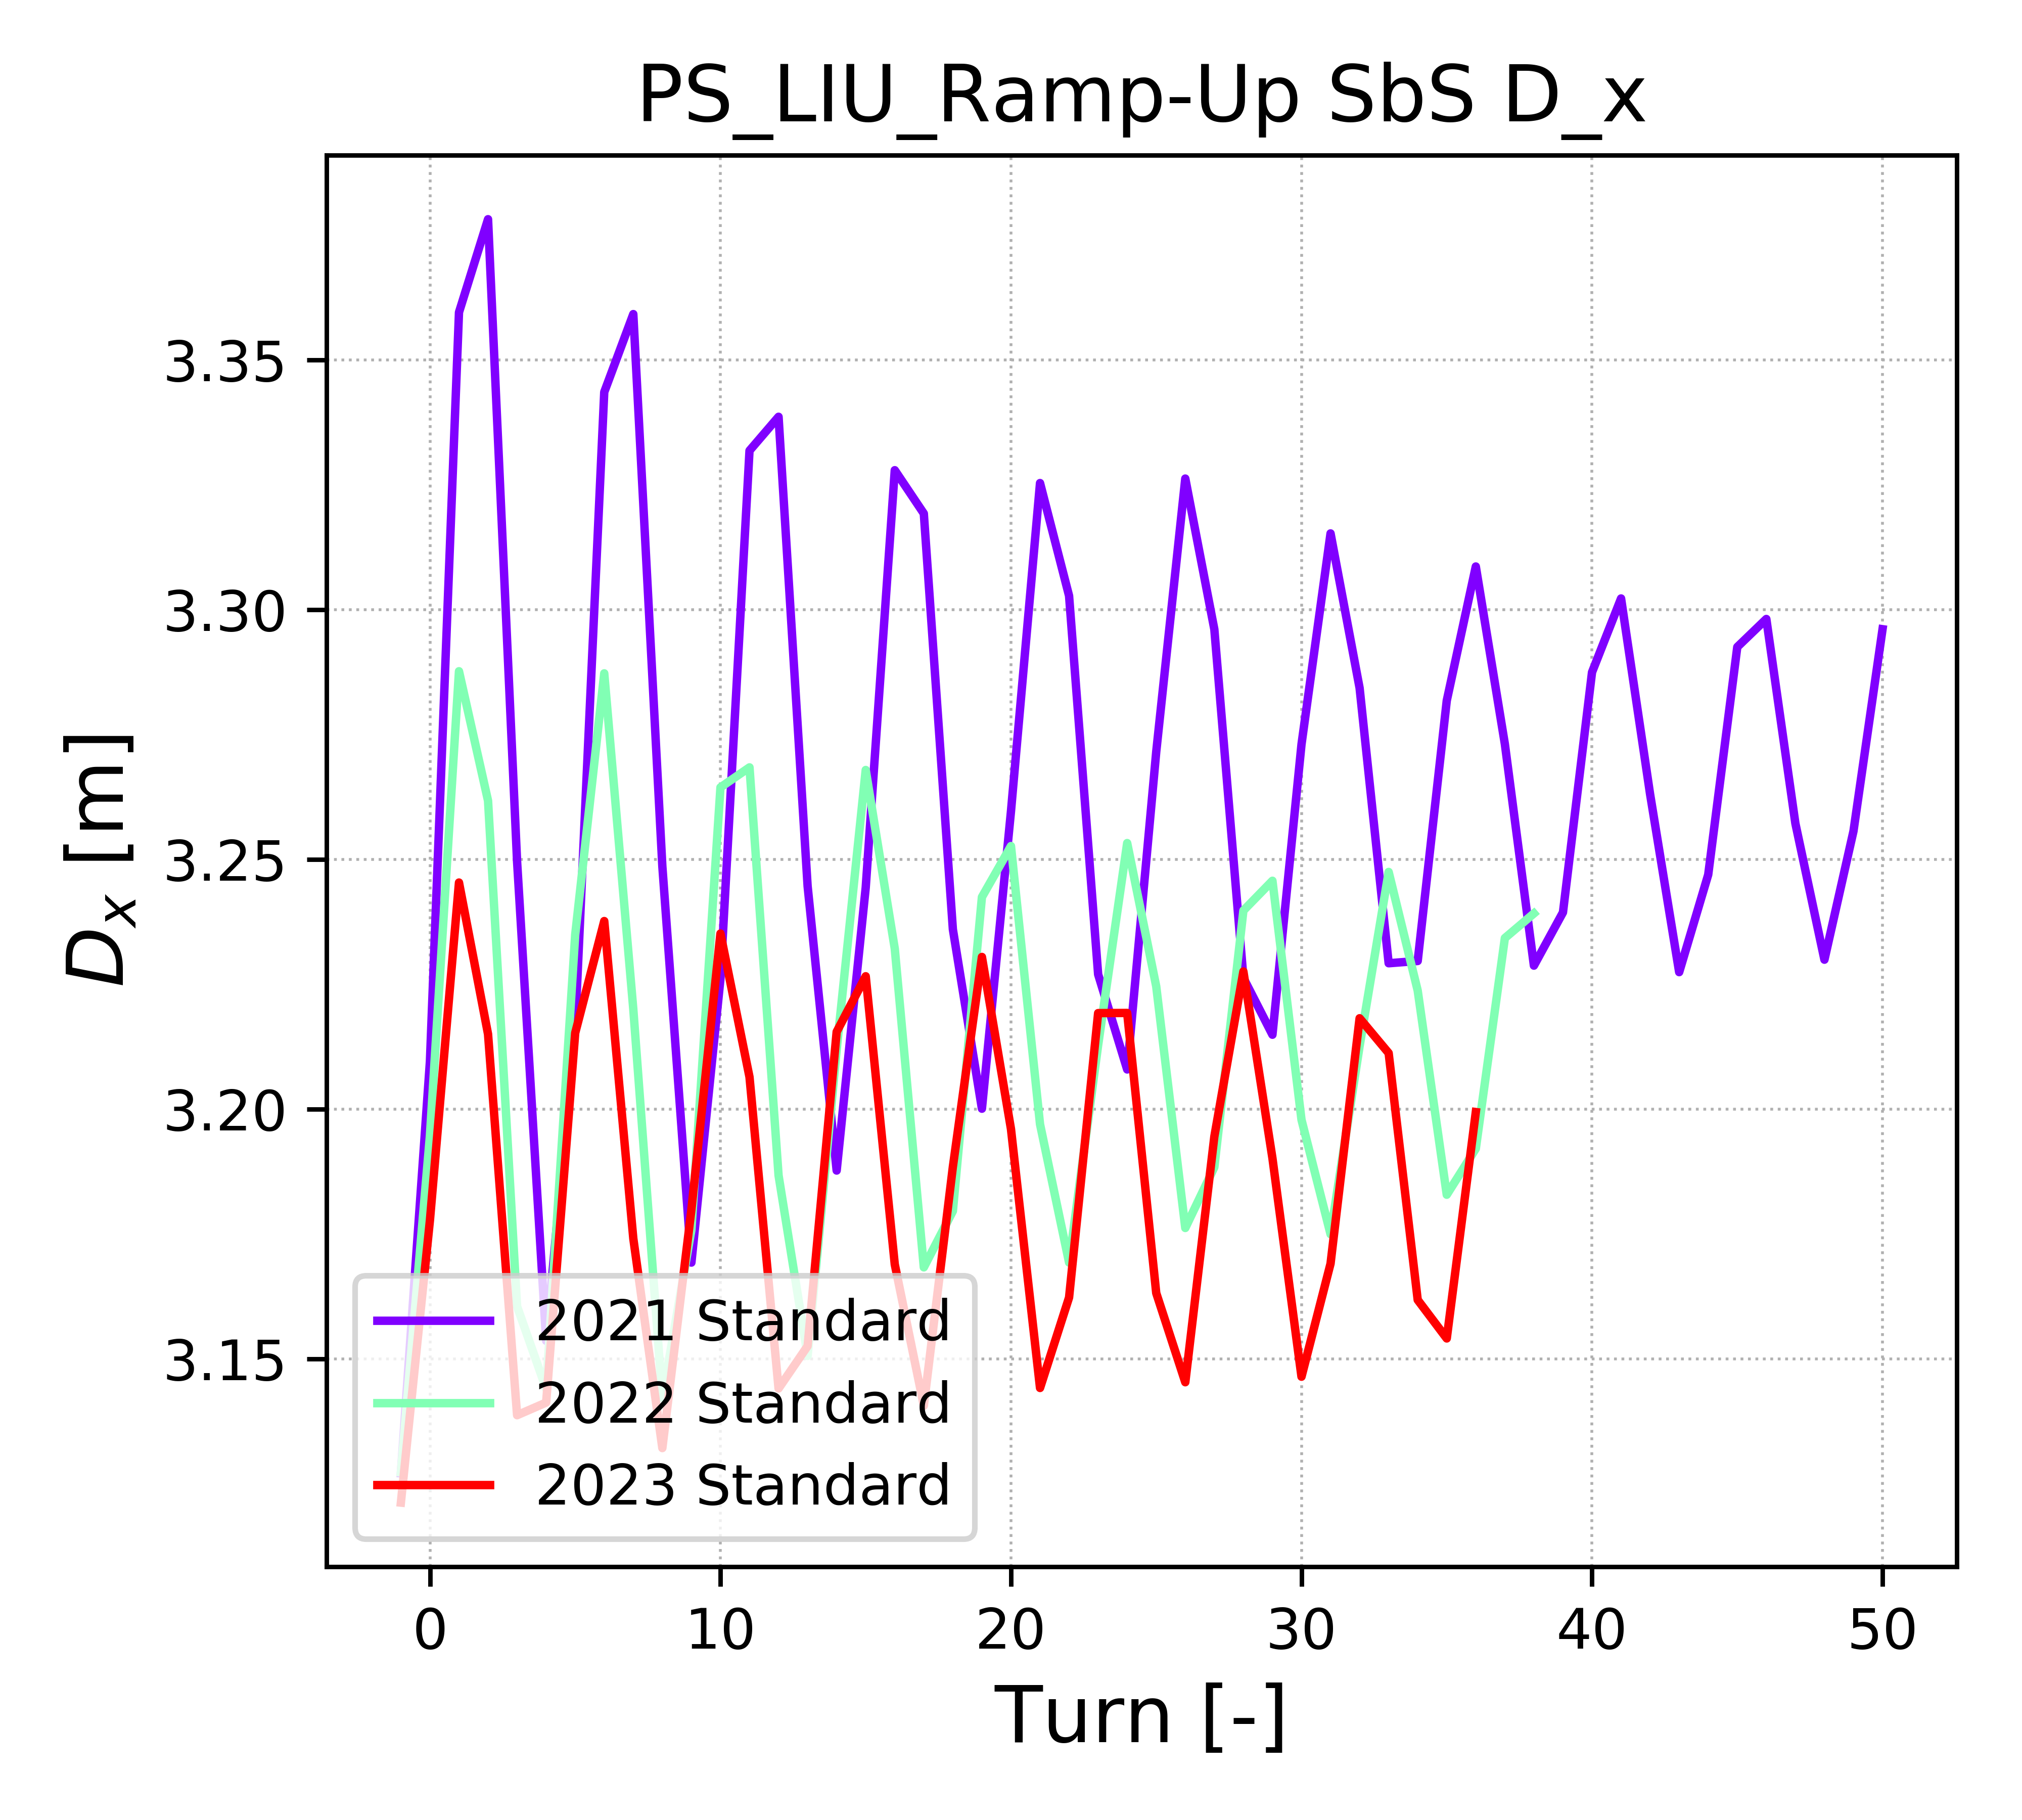 PS_LIU_Ramp-Up SbS D_x
D_x [m]
3.35
3.30
3.25
3.20
3.15
2021 Standard
2022 Standard
2023 Standard
0 10 20 30 40 50
Turn [-]